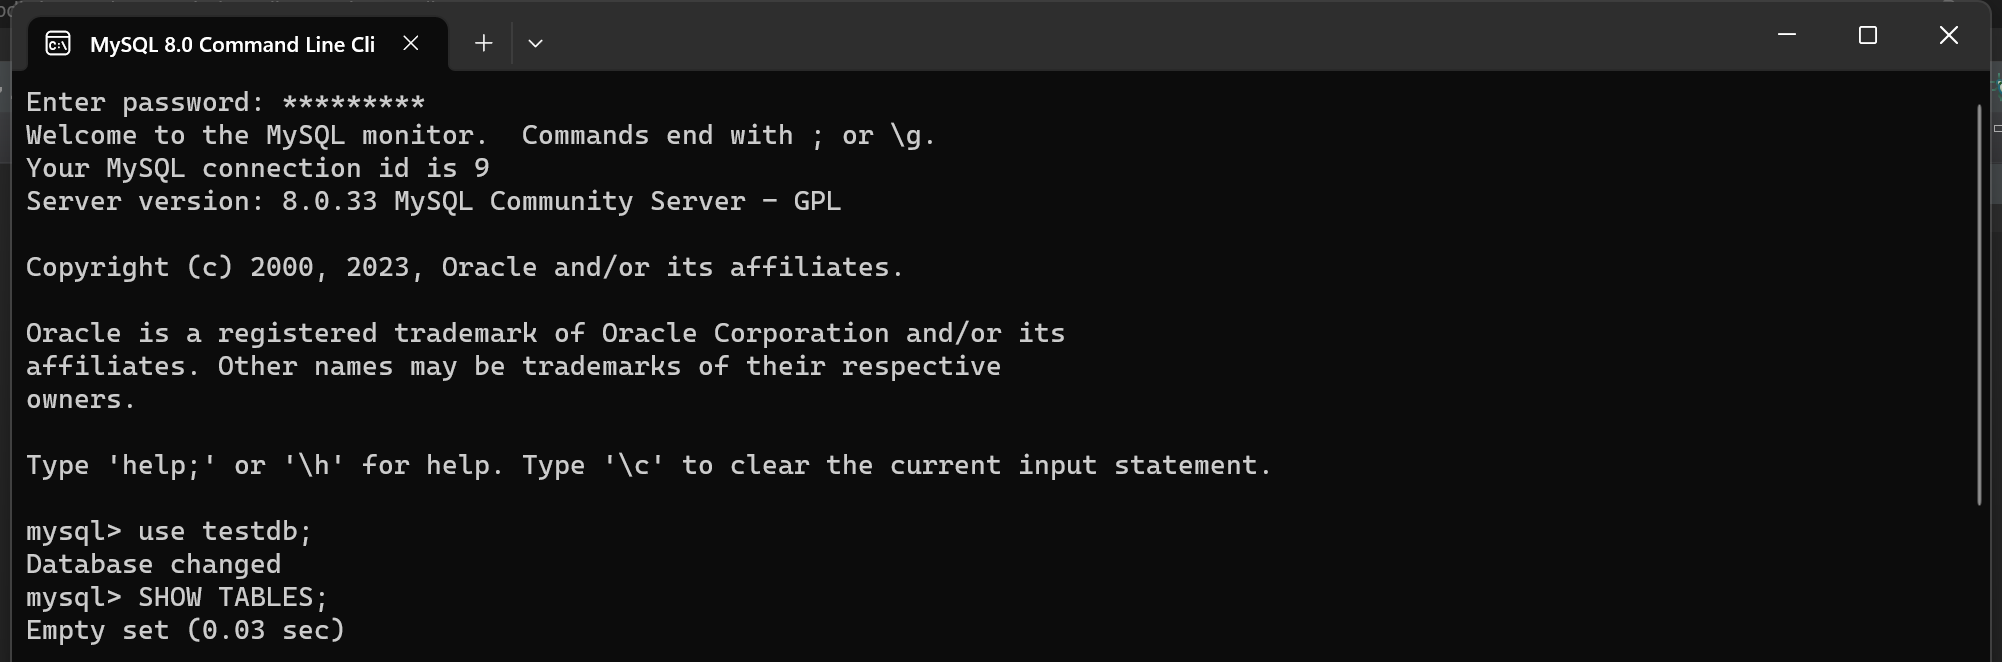 MySQL 8.0 Command Line Cli
Enter password: *********
Welcome to the MySQL monitor.  Commands end with ; or \g.
Your MySQL connection id is 9
Server version: 8.0.33 MySQL Community Server - GPL
Copyright (c) 2000, 2023, Oracle and/or its affiliates.
Oracle is a registered trademark of Oracle Corporation and/or its
affiliates. Other names may be trademarks of their respective
owners.
Type 'help;' or '\h' for help. Type '\c' to clear the current input statement.
mysql> use testdb;
Database changed
mysql> SHOW TABLES;
Empty set (0.03 sec)